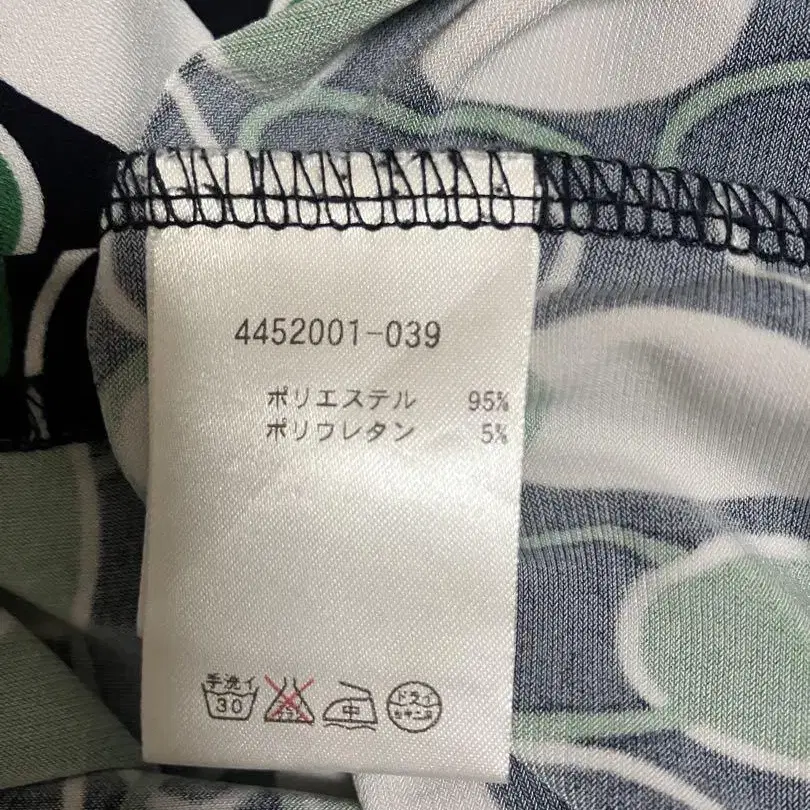 4452001-039
ポリエステル 95%
ポリウレタン 5%
手洗イ
30 中 ドライ